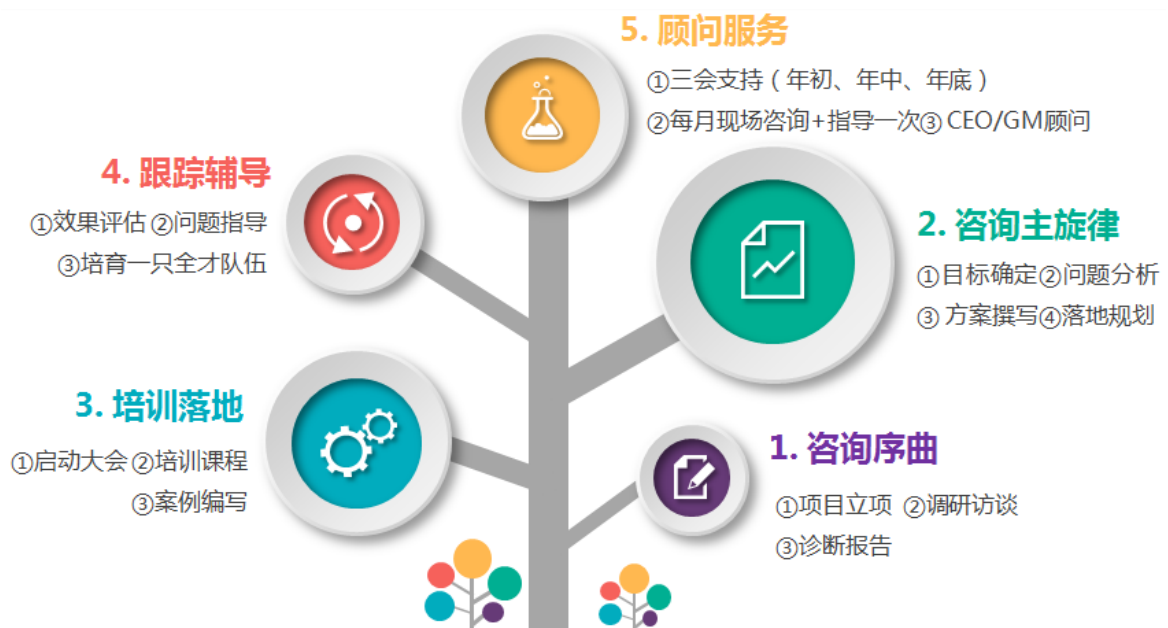 5. 顾问服务
①三会支持（年初、年中、年底）
②每月现场咨询+指导一次③ CEO/GM顾问
4. 跟踪辅导
①效果评估 ②问题指导
③培育一只全才队伍
2. 咨询主旋律
①目标确定②问题分析
③ 方案撰写④落地规划
3. 培训落地
①启动大会 ②培训课程
③案例编写
1. 咨询序曲
①项目立项 ②调研访谈
③诊断报告